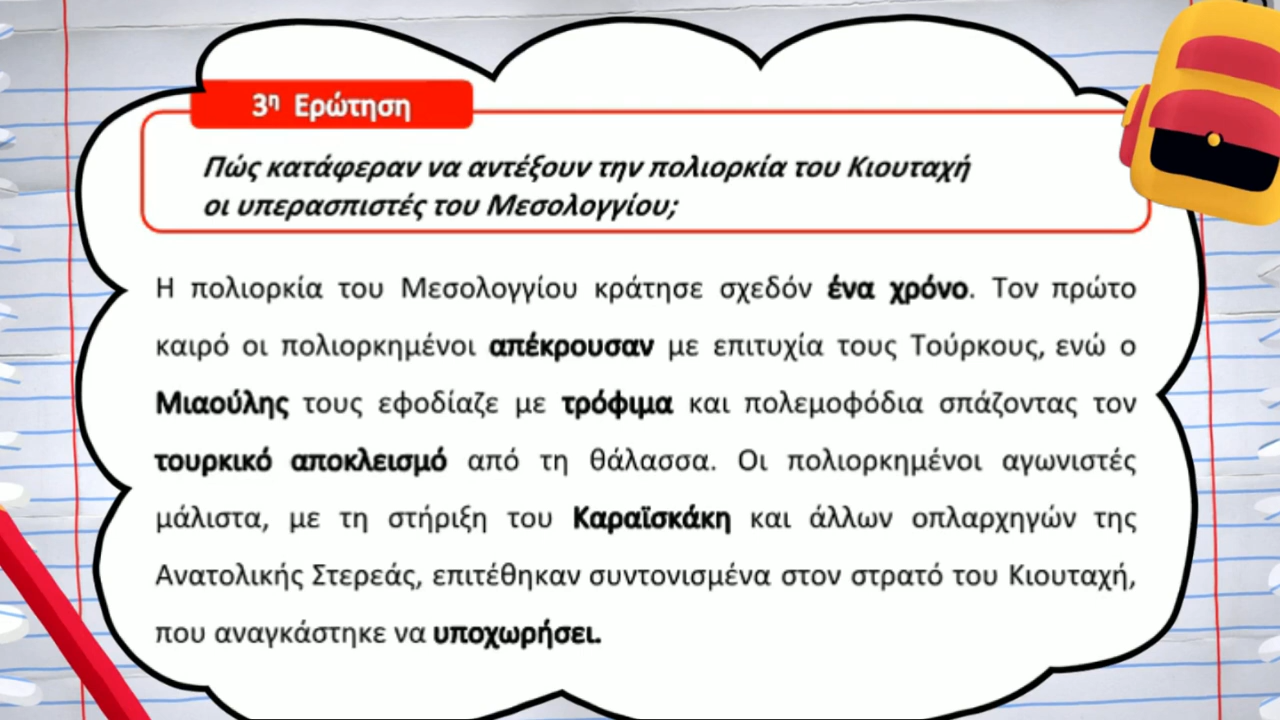 3η Ερώτηση
Πώς κατάφεραν να αντέξουν την πολιορκία του Κιουταχή
οι υπερασπιστές του Μεσολογγίου;
Η πολιορκία του Μεσολογγίου κράτησε σχεδόν ένα χρόνο. Τον πρώτο
καιρό οι πολιορκημένοι απέκρουσαν με επιτυχία τους Τούρκους, ενώ ο
Μιαούλης τους εφοδίαζε με τρόφιμα και πολεμοφόδια σπάζοντας τον
τουρκικό αποκλεισμό από τη θάλασσα. Οι πολιορκημένοι αγωνιστές
μάλιστα, με τη στήριξη του Καραϊσκάκη και άλλων οπλαρχηγών της
Ανατολικής Στερεάς, επιτέθηκαν συντονισμένα στον στρατό του Κιουταχή,
που αναγκάστηκε να υποχωρήσει.